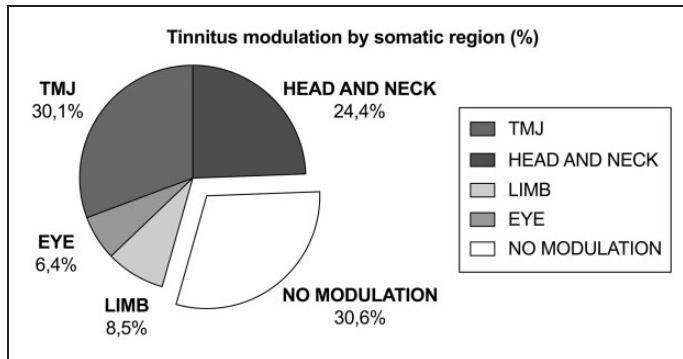 Tinnitus modulation by somatic region (%)
TMJ
30,1%
HEAD AND NECK
24,4%
EYE
6,4%
LIMB
8,5%
NO MODULATION
30,6%
TMJ
HEAD AND NECK
LIMB
EYE
NO MODULATION